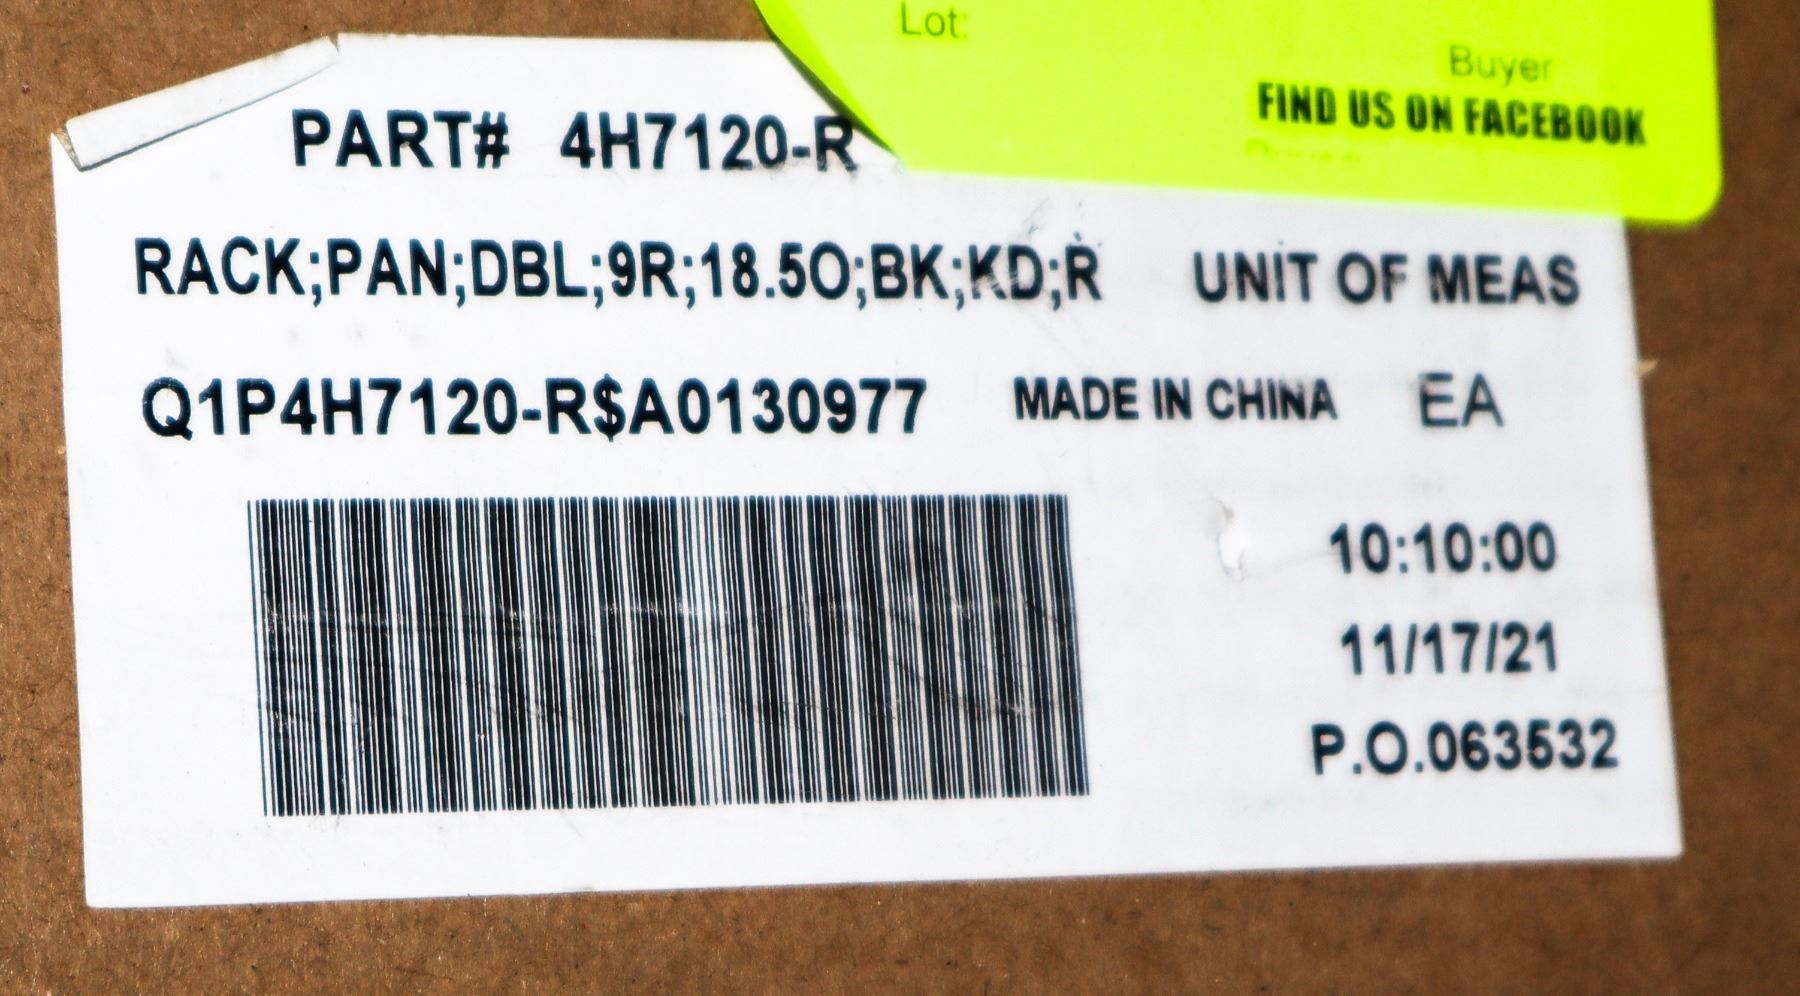 Lot:
Buyer
FIND US ON FACEBOOK
PART# 4H7120-R
RACK;PAN;DBL;9R;18.5O;BK;KD;R UNIT OF MEAS
Q1P4H7120-R$A0130977 MADE IN CHINA EA
10:10:00
11/17/21
P.O.063532